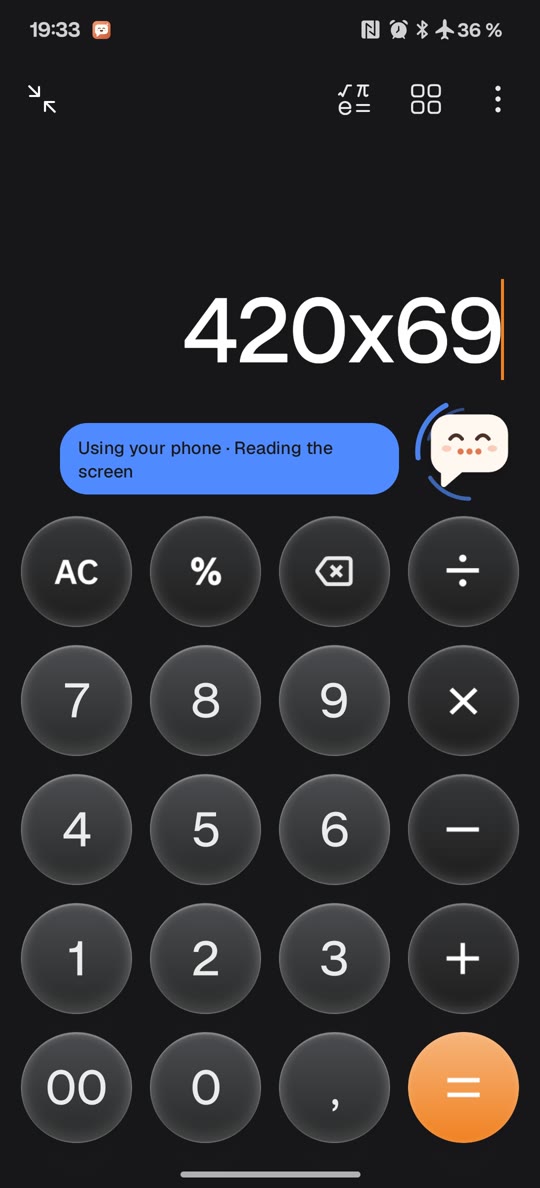 19:33
36 %
√π
e=
420x69
Using your phone · Reading the
screen
AC % ÷
7 8 9 ×
4 5 6 −
1 2 3 +
00 0 , =